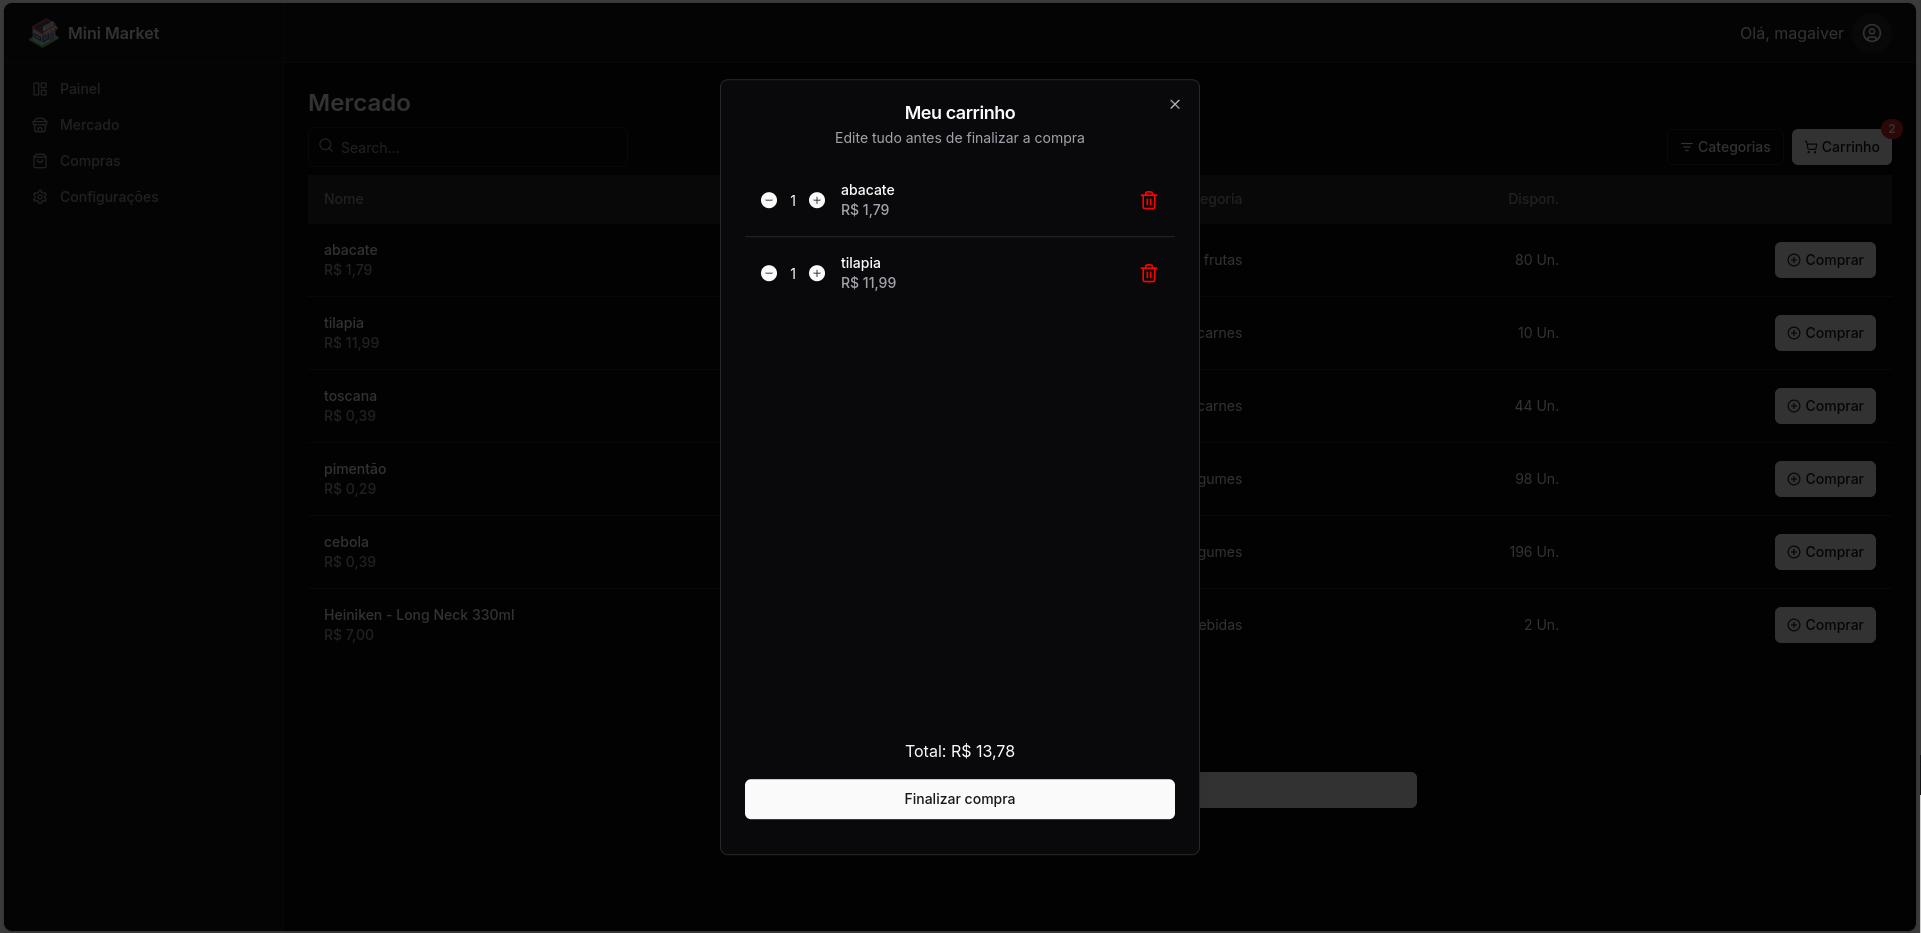 Mini Market
Olá, magaiver
Painel
Mercado
Compras
Configurações
Mercado
Search...
Categorias
Carrinho
2
Nome
egoria
Dispon.
abacate
R$ 1,79
frutas
80 Un.
Comprar
tilapia
R$ 11,99
carnes
10 Un.
Comprar
toscana
R$ 0,39
carnes
44 Un.
Comprar
pimentão
R$ 0,29
gumes
98 Un.
Comprar
cebola
R$ 0,39
gumes
196 Un.
Comprar
Heiniken - Long Neck 330ml
R$ 7,00
ebidas
2 Un.
Comprar
Meu carrinho
Edite tudo antes de finalizar a compra
1
abacate
R$ 1,79
1
tilapia
R$ 11,99
Total: R$ 13,78
Finalizar compra